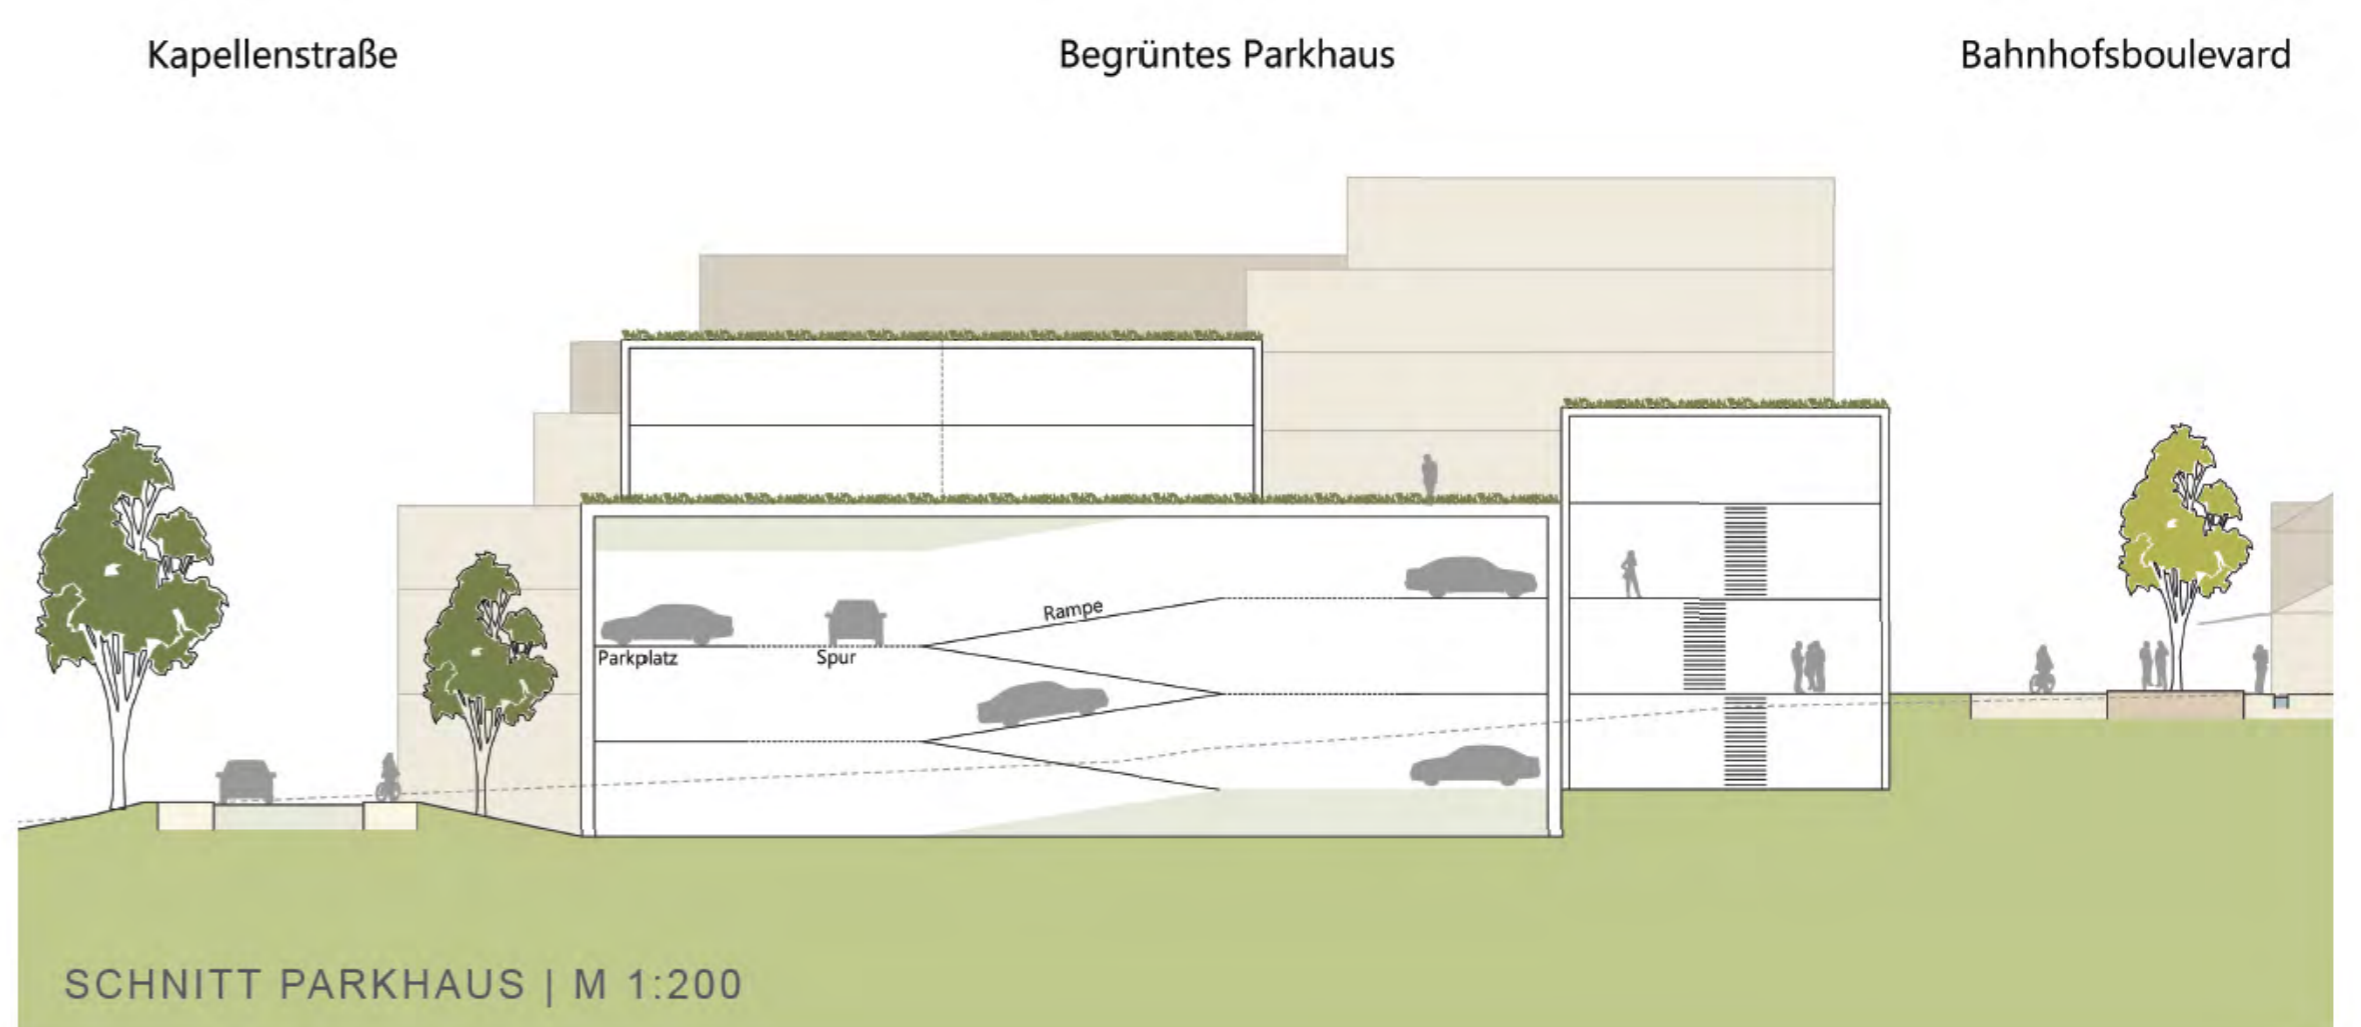 Kapellenstraße
Begrüntes Parkhaus
Bahnhofsboulevard
Rampe
Parkplatz
Spur
SCHNITT PARKHAUS | M 1:200